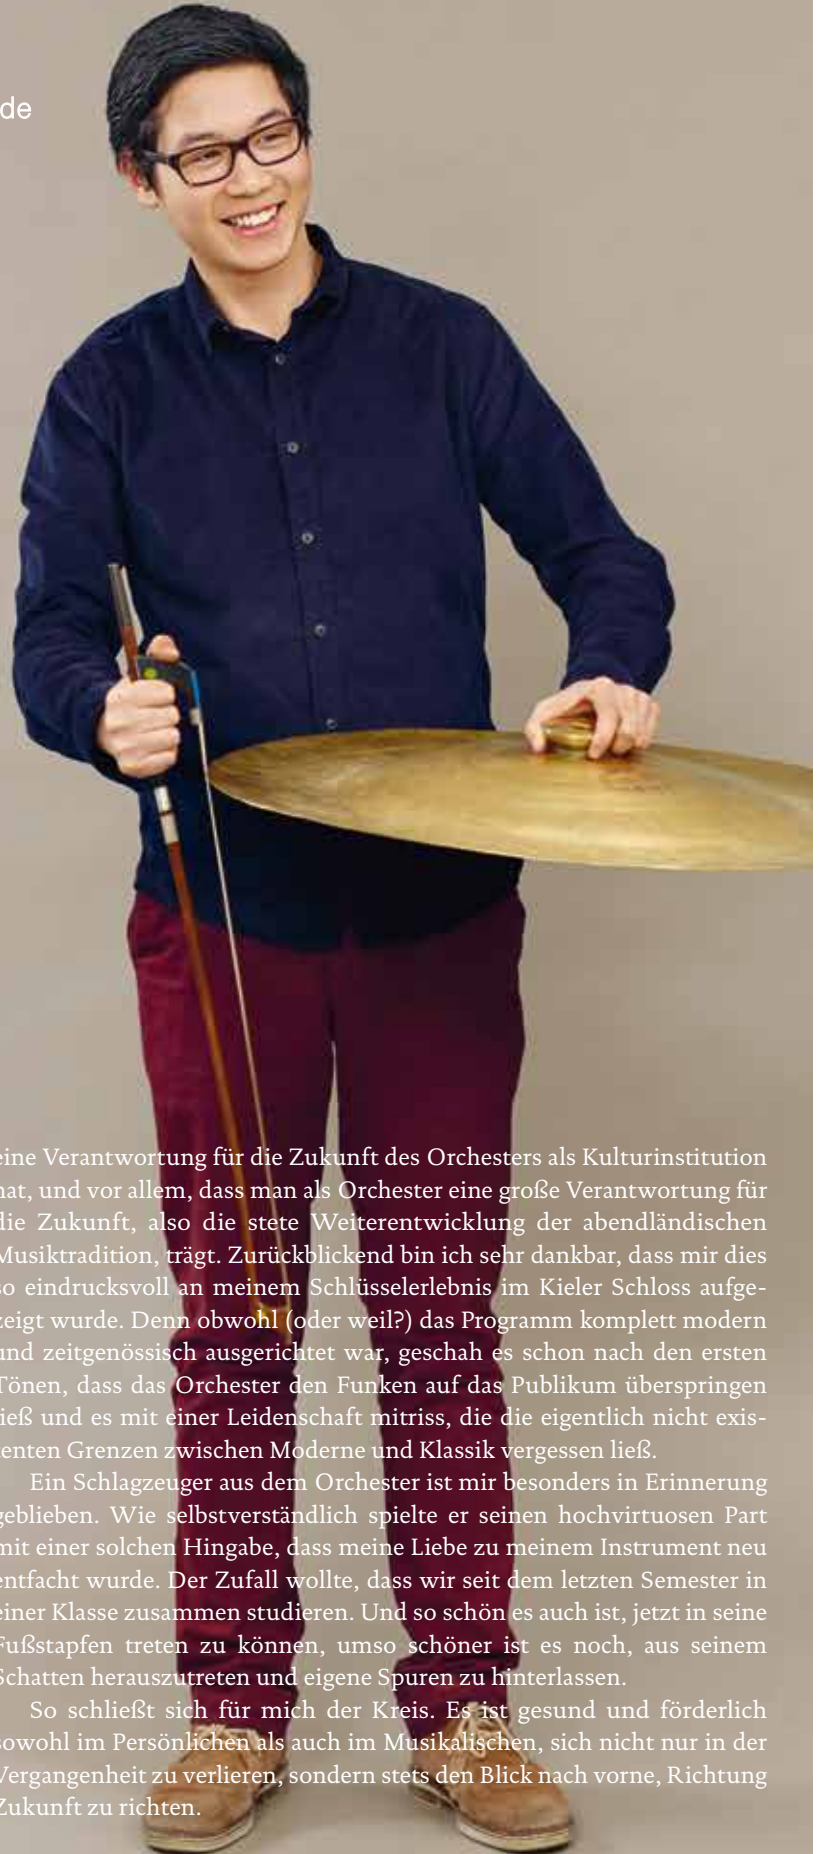 de
eine Verantwortung für die Zukunft des Orchesters als Kulturinstitution
hat, und vor allem, dass man als Orchester eine große Verantwortung für
die Zukunft, also die stete Weiterentwicklung der abendländischen
Musiktradition, trägt. Zurückblickend bin ich sehr dankbar, dass mir dies
so eindrucksvoll an meinem Schlüsselerlebnis im Kieler Schloss aufge-
zeigt wurde. Denn obwohl (oder weil?) das Programm komplett modern
und zeitgenössisch ausgerichtet war, geschah es schon nach den ersten
Tönen, dass das Orchester den Funken auf das Publikum überspringen
ließ und es mit einer Leidenschaft mitriss, die die eigentlich nicht exis-
tenten Grenzen zwischen Moderne und Klassik vergessen ließ.
Ein Schlagzeuger aus dem Orchester ist mir besonders in Erinnerung
geblieben. Wie selbstverständlich spielte er seinen hochvirtuosen Part
mit einer solchen Hingabe, dass meine Liebe zu meinem Instrument neu
entfacht wurde. Der Zufall wollte, dass wir seit dem letzten Semester in
einer Klasse zusammen studieren. Und so schön es auch ist, jetzt in seine
Fußstapfen treten zu können, umso schöner ist es noch, aus seinem
Schatten herauszutreten und eigene Spuren zu hinterlassen.
So schließt sich für mich der Kreis. Es ist gesund und förderlich
sowohl im Persönlichen als auch im Musikalischen, sich nicht nur in der
Vergangenheit zu verlieren, sondern stets den Blick nach vorne, Richtung
Zukunft zu richten.